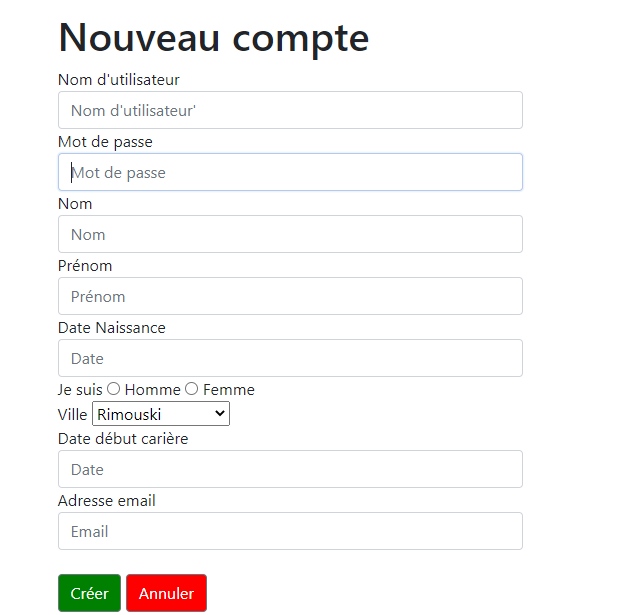 Nouveau compte
Nom d'utilisateur
Nom d'utilisateur'
Mot de passe
Mot de passe
Nom
Nom
Prénom
Prénom
Date Naissance
Date
Je suis Homme Femme
Ville Rimouski
Date début carière
Date
Adresse email
Email
Créer Annuler